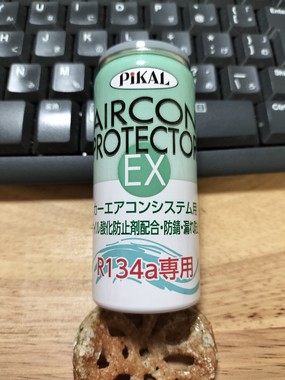 PiKAL
AIRCON
PROTECTOR
EX
カーエアコンシステム用
酸化防止剤配合・防錆・漏れ
R134a専用